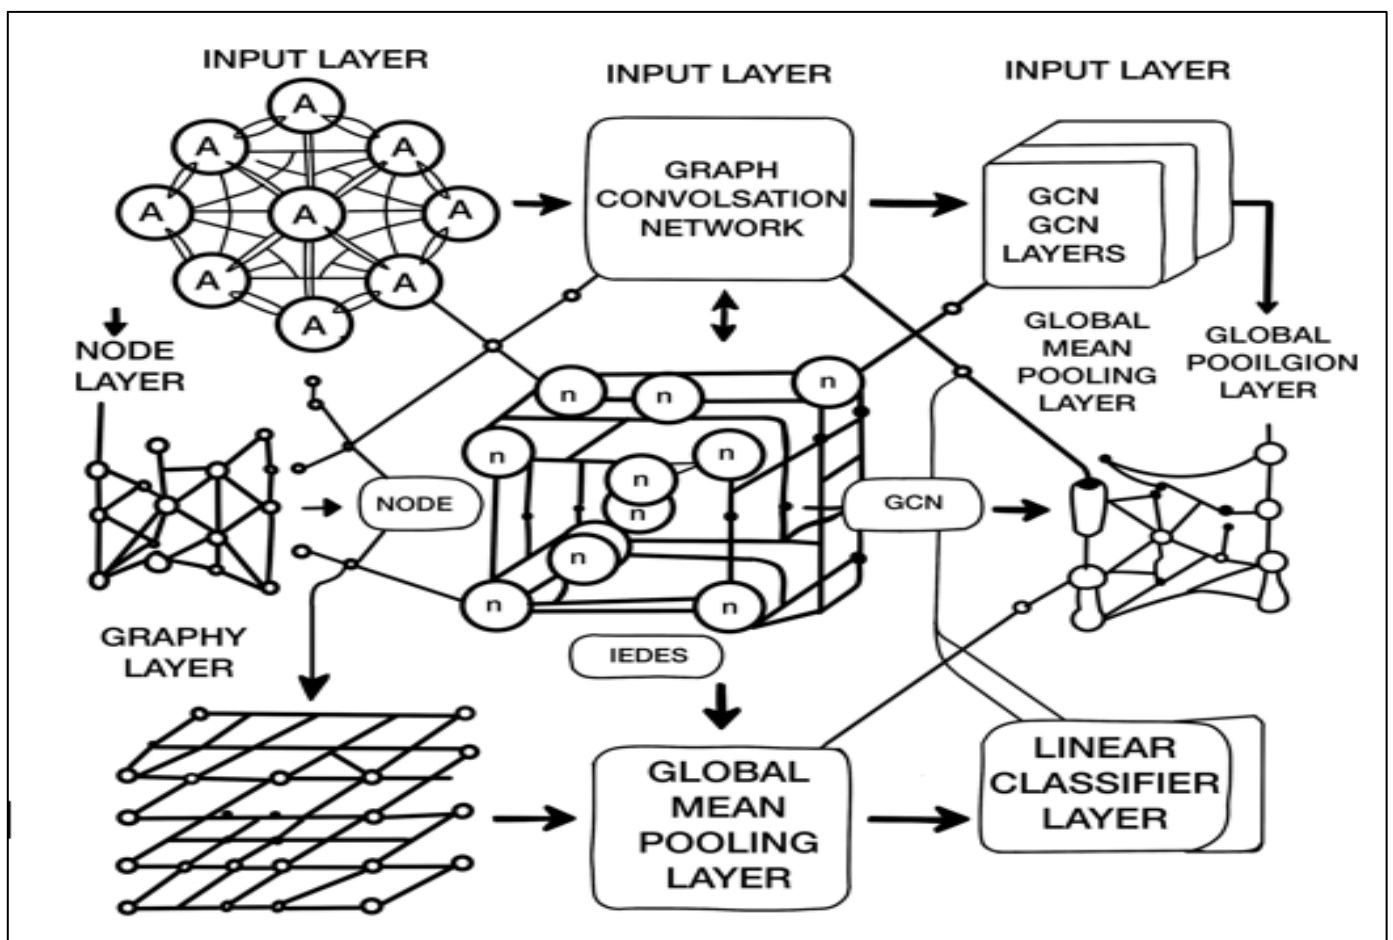 INPUT LAYER
INPUT LAYER
INPUT LAYER
A
A
A
A
A
A
A
A
A
GRAPH
CONVOLSATION
NETWORK
GCN
GCN
LAYERS
NODE
LAYER
GLOBAL
MEAN
POOLING
LAYER
GLOBAL
POOILGION
LAYER
n
n
n
n
n
n
n
n
n
n
NODE
GCN
GRAPHY
LAYER
IEDES
GLOBAL
MEAN
POOLING
LAYER
LINEAR
CLASSIFIER
LAYER